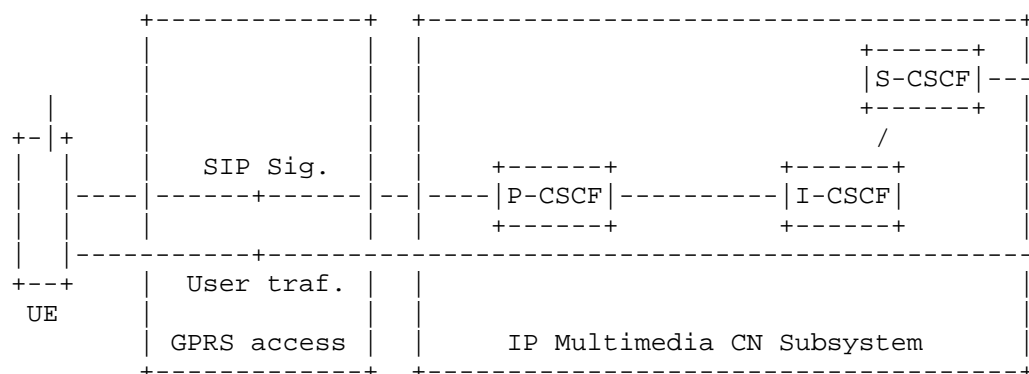 S-CSCF
SIP Sig.
P-CSCF I-CSCF
User traf.
UE
GPRS access IP Multimedia CN Subsystem